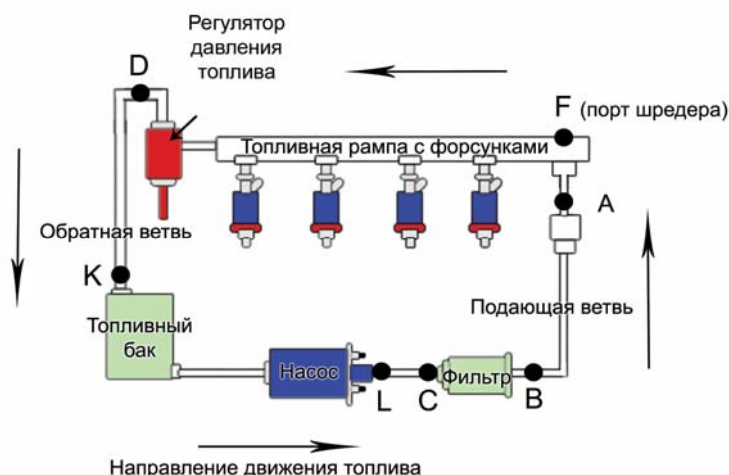 Регулятор
давления
топлива
D
F (порт шредера)
Топливная рампа с форсунками
A
Обратная ветвь
K
Подающая ветвь
Топливный
бак
Насос
L
C
Фильтр
B
Направление движения топлива